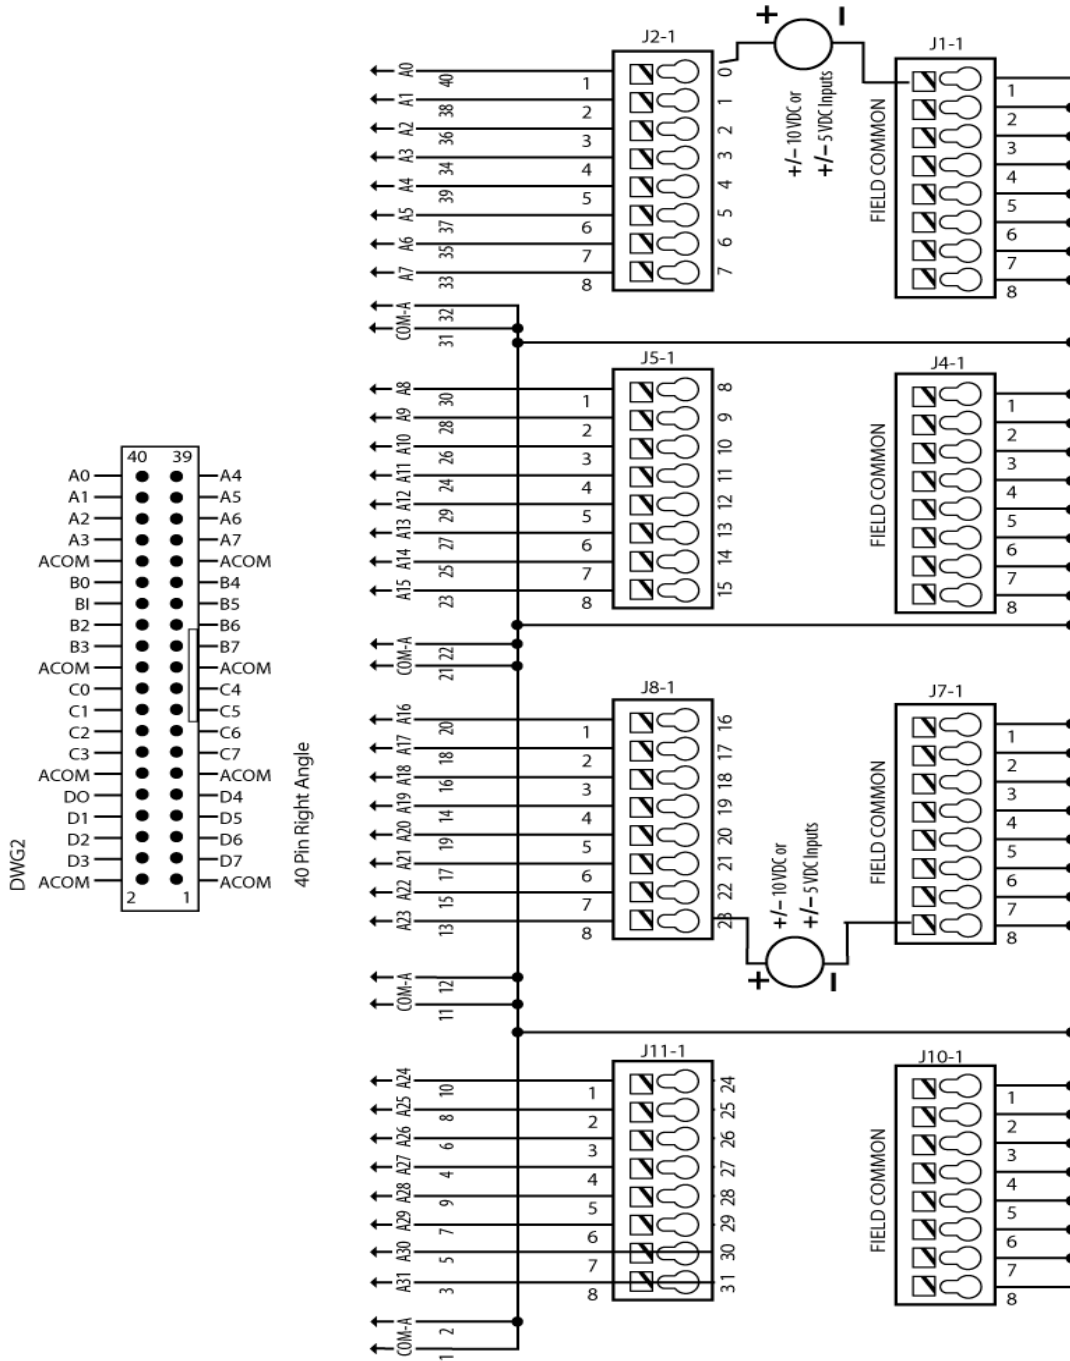 DWG2
40 39
A0 A4
A1 A5
A2 A6
A3 A7
ACOM ACOM
B0 B4
BI B5
B2 B6
B3 B7
ACOM ACOM
C0 C4
C1 C5
C2 C6
C3 C7
ACOM ACOM
DO D4
D1 D5
D2 D6
D3 D7
ACOM ACOM
2 1
40 Pin Right Angle
J2-1
A0 40 1 0
A1 38 2 1
A2 36 3 2
A3 34 4 3
A4 39 5 4
A5 37 6 5
A6 35 7 6
A7 33 8 7
COM-A 32
31
+ −
+/− 10 VDC or
+/− 5 VDC Inputs
J1-1
FIELD COMMON
1
2
3
4
5
6
7
8
J5-1
A8 30 1 8
A9 28 2 9
A10 26 3 10
A11 24 4 11
A12 29 5 12
A13 27 6 13
A14 25 7 14
A15 23 8 15
COM-A 22
21
J4-1
FIELD COMMON
1
2
3
4
5
6
7
8
J8-1
A16 20 1 16
A17 18 2 17
A18 16 3 18
A19 14 4 19
A20 19 5 20
A21 17 6 21
A22 15 7 22
A23 13 8 23
COM-A 12
11
+/− 10 VDC or
+/− 5 VDC Inputs
+ −
J7-1
FIELD COMMON
1
2
3
4
5
6
7
8
J11-1
A24 10 1 24
A25 8 2 25
A26 6 3 26
A27 4 4 27
A28 9 5 28
A29 7 6 29
A30 5 7 30
A31 3 8 31
COM-A 2
1
J10-1
FIELD COMMON
1
2
3
4
5
6
7
8